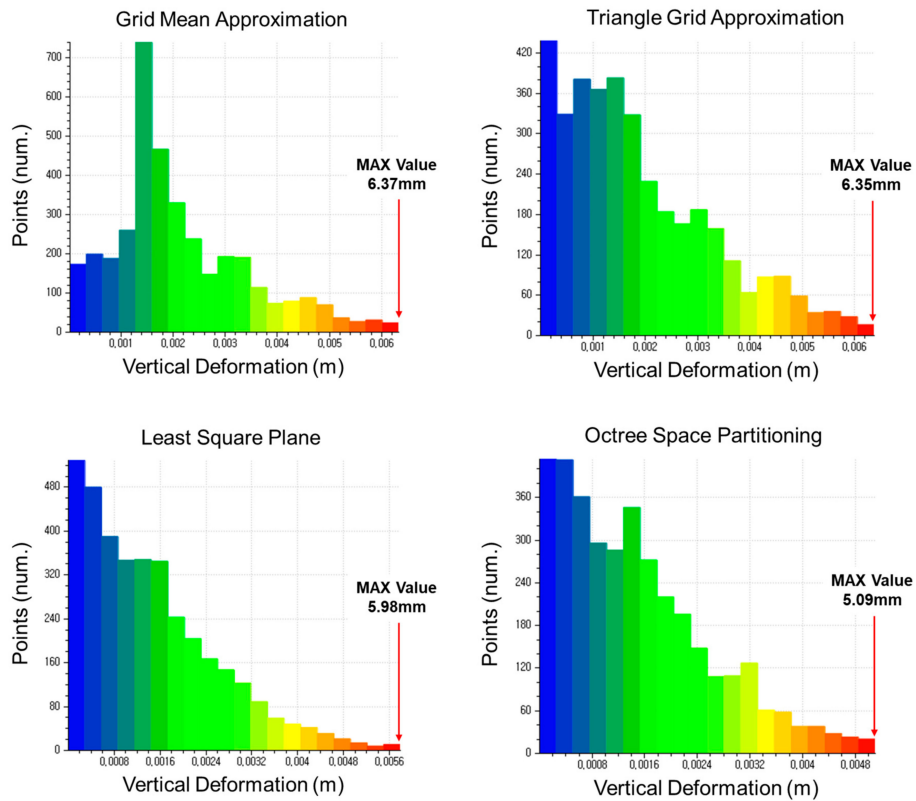 Grid Mean Approximation
700
600
500
400
300
200
100
0
Points (num.)
MAX Value
6.37mm
0,001
0,002
0,003
0,004
0,005
0,006
Vertical Deformation (m)
Triangle Grid Approximation
420
360
300
240
180
120
60
0
Points (num.)
MAX Value
6.35mm
0,001
0,002
0,003
0,004
0,005
0,006
Vertical Deformation (m)
Least Square Plane
480
400
320
240
160
80
0
Points (num.)
MAX Value
5.98mm
0,0008
0,0016
0,0024
0,0032
0,004
0,0048
0,0056
Vertical Deformation (m)
Octree Space Partitioning
360
300
240
180
120
60
0
Points (num.)
MAX Value
5.09mm
0,0008
0,0016
0,0024
0,0032
0,004
0,0048
Vertical Deformation (m)